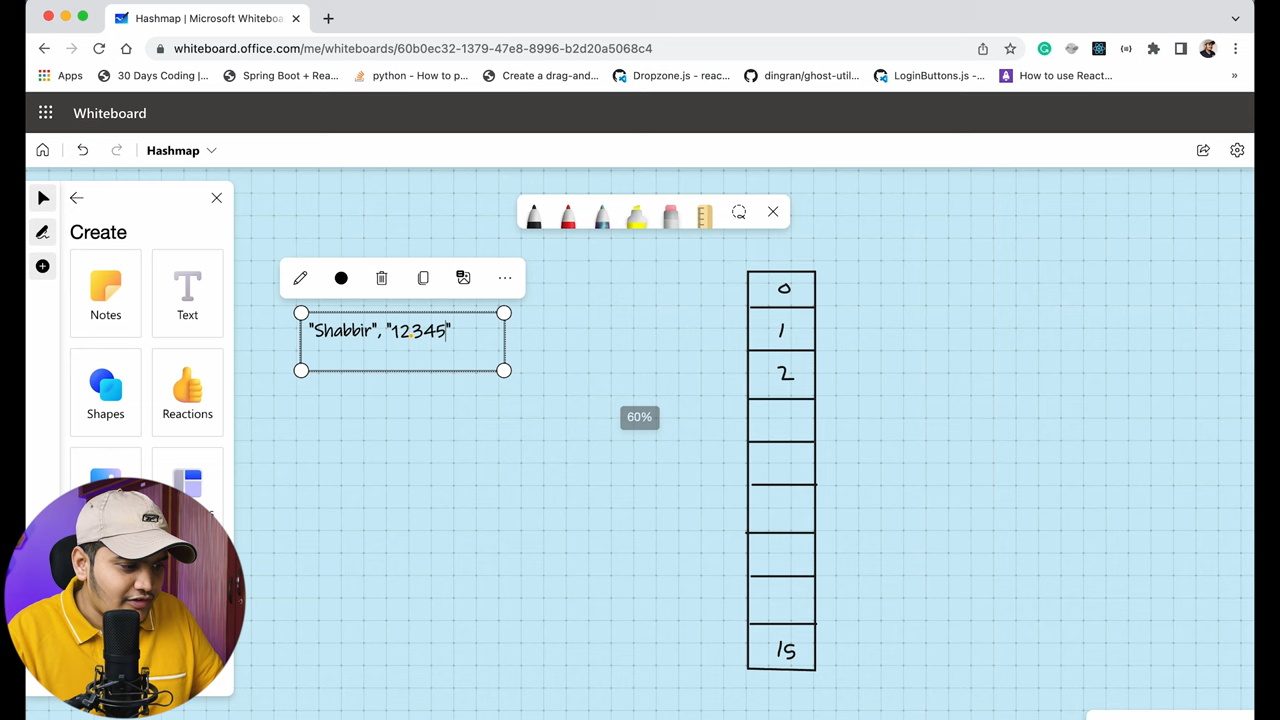 Hashmap | Microsoft Whiteboa
whiteboard.office.com/me/whiteboards/60b0ec32-1379-47e8-8996-b2d20a5068c4
Apps
30 Days Coding |...
Spring Boot + Rea...
python - How to p...
Create a drag-and...
Dropzone.js - reac...
dingran/ghost-util...
LoginButtons.js -...
How to use React...
»
Whiteboard
Hashmap
Create
Notes
Text
Shapes
Reactions
"Shabbir", "12345"
60%
0
1
2
15